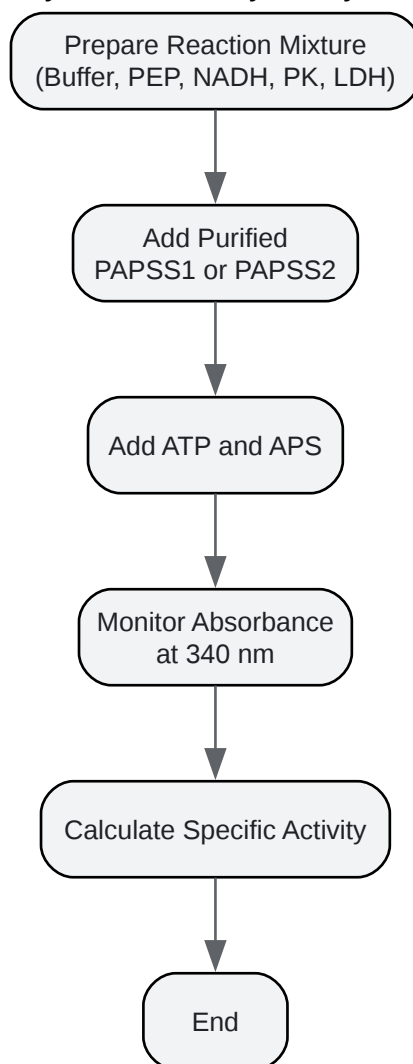 Prepare Reaction Mixture
(Buffer, PEP, NADH, PK, LDH)
Add Purified
PAPSS1 or PAPSS2
Add ATP and APS
Monitor Absorbance
at 340 nm
Calculate Specific Activity
End